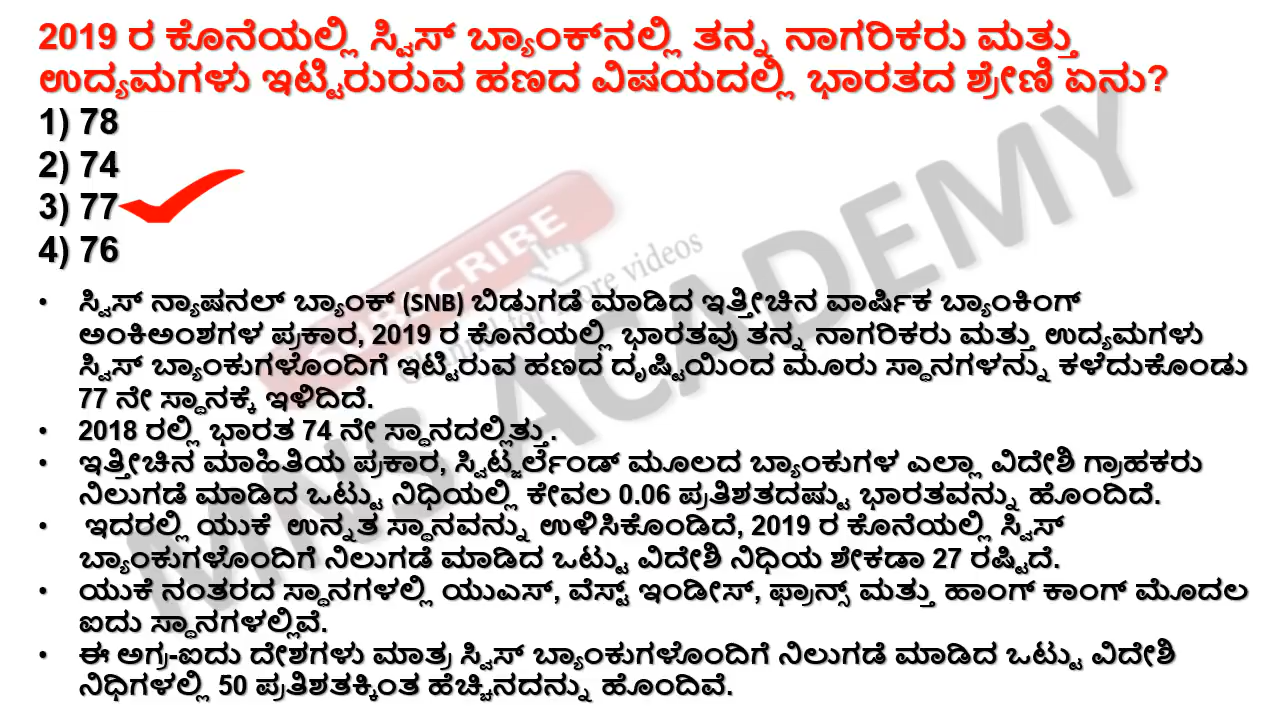 2019 ರ ಕೊನೆಯಲ್ಲಿ ಸ್ವಿಸ್ ಬ್ಯಾಂಕ್‌ನಲ್ಲಿ ತನ್ನ ನಾಗರಿಕರು ಮತ್ತು
ಉದ್ಯಮಗಳು ಇಟ್ಟಿರುರುವ ಹಣದ ವಿಷಯದಲ್ಲಿ ಭಾರತದ ಶ್ರೇಣಿ ಏನು?
1) 78
2) 74
3) 77
4) 76
• ಸ್ವಿಸ್ ನ್ಯಾಷನಲ್ ಬ್ಯಾಂಕ್ (SNB) ಬಿಡುಗಡೆ ಮಾಡಿದ ಇತ್ತೀಚಿನ ವಾರ್ಷಿಕ ಬ್ಯಾಂಕಿಂಗ್
ಅಂಕಿಅಂಶಗಳ ಪ್ರಕಾರ, 2019 ರ ಕೊನೆಯಲ್ಲಿ ಭಾರತವು ತನ್ನ ನಾಗರಿಕರು ಮತ್ತು ಉದ್ಯಮಗಳು
ಸ್ವಿಸ್ ಬ್ಯಾಂಕುಗಳೊಂದಿಗೆ ಇಟ್ಟಿರುವ ಹಣದ ದೃಷ್ಟಿಯಿಂದ ಮೂರು ಸ್ಥಾನಗಳನ್ನು ಕಳೆದುಕೊಂಡು
77 ನೇ ಸ್ಥಾನಕ್ಕೆ ಇಳಿದಿದೆ.
• 2018 ರಲ್ಲಿ ಭಾರತ 74 ನೇ ಸ್ಥಾನದಲ್ಲಿತ್ತು.
• ಇತ್ತೀಚಿನ ಮಾಹಿತಿಯ ಪ್ರಕಾರ, ಸ್ವಿಟ್ಜರ್ಲೆಂಡ್ ಮೂಲದ ಬ್ಯಾಂಕುಗಳ ಎಲ್ಲಾ ವಿದೇಶಿ ಗ್ರಾಹಕರು
ನಿಲುಗಡೆ ಮಾಡಿದ ಒಟ್ಟು ನಿಧಿಯಲ್ಲಿ ಕೇವಲ 0.06 ಪ್ರತಿಶತದಷ್ಟು ಭಾರತವನ್ನು ಹೊಂದಿದೆ.
• ಇದರಲ್ಲಿ ಯುಕೆ ಉನ್ನತ ಸ್ಥಾನವನ್ನು ಉಳಿಸಿಕೊಂಡಿದೆ, 2019 ರ ಕೊನೆಯಲ್ಲಿ ಸ್ವಿಸ್
ಬ್ಯಾಂಕುಗಳೊಂದಿಗೆ ನಿಲುಗಡೆ ಮಾಡಿದ ಒಟ್ಟು ವಿದೇಶಿ ನಿಧಿಯ ಶೇಕಡಾ 27 ರಷ್ಟಿದೆ.
• ಯುಕೆ ನಂತರದ ಸ್ಥಾನಗಳಲ್ಲಿ ಯುಎಸ್, ವೆಸ್ಟ್ ಇಂಡೀಸ್, ಫ್ರಾನ್ಸ್ ಮತ್ತು ಹಾಂಗ್ ಕಾಂಗ್ ಮೊದಲ
ಐದು ಸ್ಥಾನಗಳಲ್ಲಿವೆ.
• ಈ ಅಗ್ರ-ಐದು ದೇಶಗಳು ಮಾತ್ರ ಸ್ವಿಸ್ ಬ್ಯಾಂಕುಗಳೊಂದಿಗೆ ನಿಲುಗಡೆ ಮಾಡಿದ ಒಟ್ಟು ವಿದೇಶಿ
ನಿಧಿಗಳಲ್ಲಿ 50 ಪ್ರತಿಶತಕ್ಕಿಂತ ಹೆಚ್ಚಿನದನ್ನು ಹೊಂದಿವೆ.
MNS ACADEMY